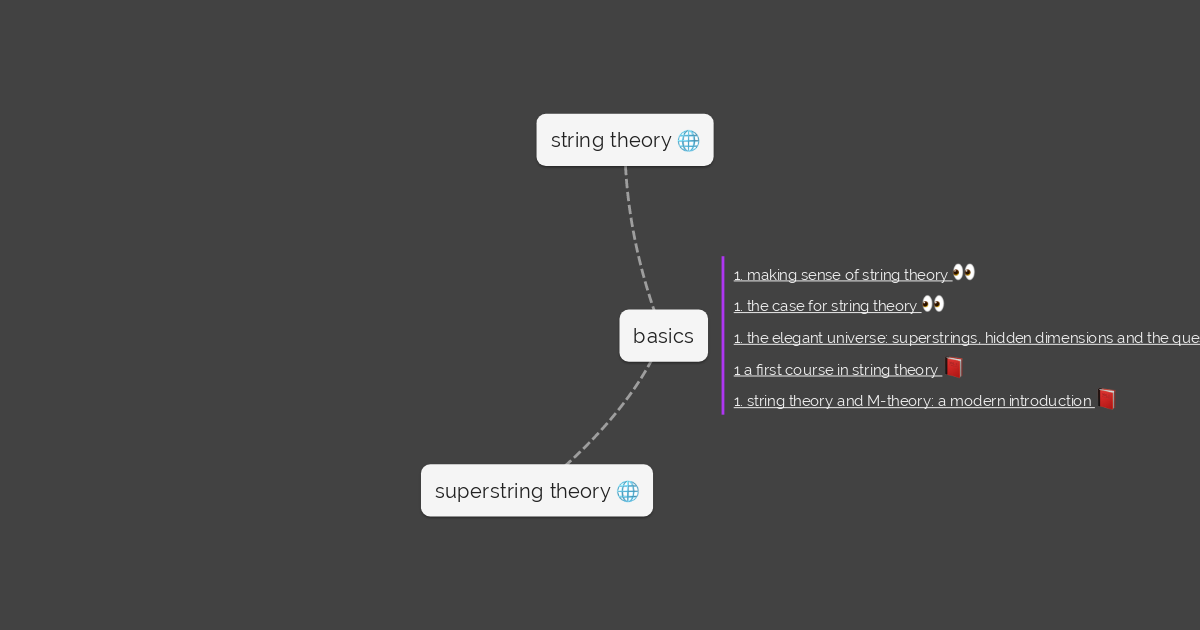 string theory
1. making sense of string theory
1. the case for string theory
basics
1. the elegant universe: superstrings, hidden dimensions and the
1 a first course in string theory
1. string theory and M-theory: a modern introduction
superstring theory